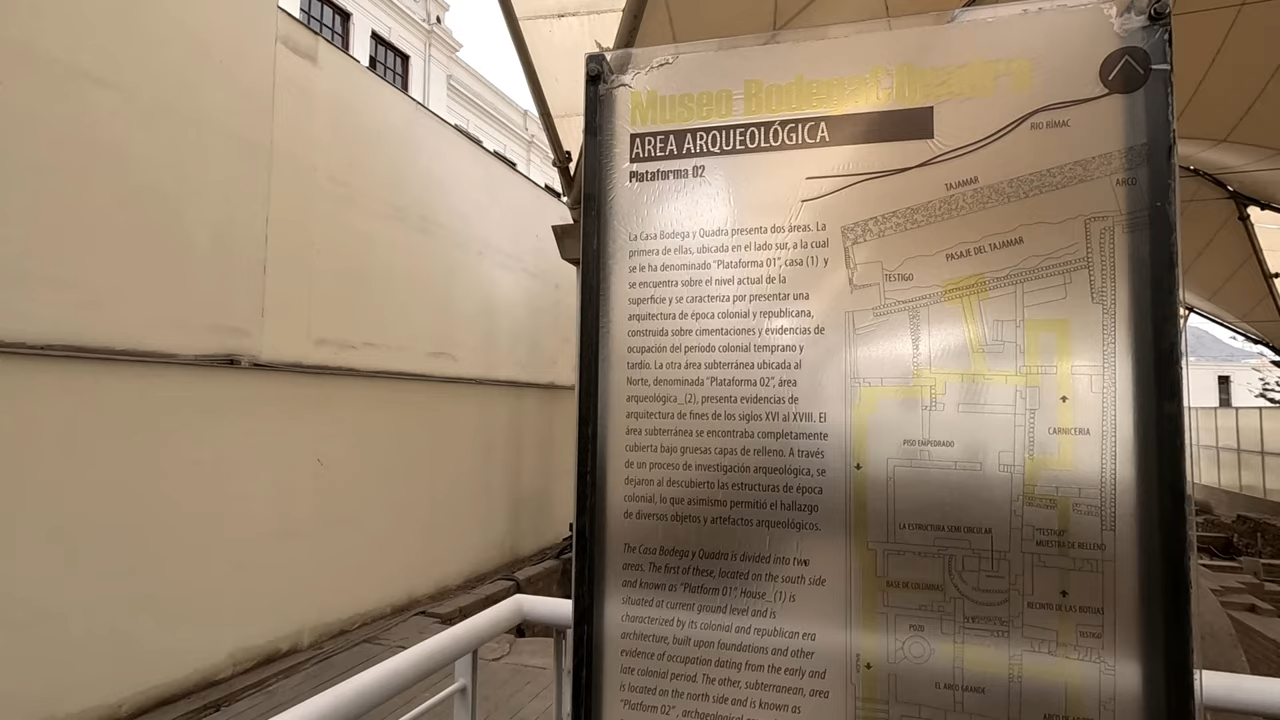 Museo Bodega y Quadra
AREA ARQUEOLÓGICA
Plataforma 02
La Casa Bodega y Quadra presenta dos áreas. La
primera de ellas, ubicada en el lado sur, a la cual
se le ha denominado "Plataforma 01", casa (1) y
se encuentra sobre el nivel actual de la
superficie y se caracteriza por presentar una
arquitectura de época colonial y republicana,
construida sobre cimentaciones y evidencias de
ocupación del período colonial temprano y
tardío. La otra área subterránea ubicada al
Norte, denominada "Plataforma 02", área
arqueológica_(2), presenta evidencias de
arquitectura de fines de los siglos XVI al XVIII. El
área subterránea se encontraba completamente
cubierta bajo gruesas capas de relleno. A través
de un proceso de investigación arqueológica, se
dejaron al descubierto las estructuras de época
colonial, lo que asimismo permitió el hallazgo
de diversos objetos y artefactos arqueológicos.
The Casa Bodega y Quadra is divided into two
areas. The first of these, located on the south side
and known as "Platform 01", House_(1) is
situated at current ground level and is
characterized by its colonial and republican era
architecture, built upon foundations and other
evidence of occupation dating from the early and
late colonial period. The other, subterranean, area
is located on the north side and is known as
"Platform 02", archaeological
RIO RÍMAC
TAJAMAR
ARCO
PASAJE DEL TAJAMAR
TESTIGO
CARNICERIA
PISO EMPEDRADO
LA ESTRUCTURA SEMI CIRCULAR
"TESTIGO"
MUESTRA DE RELLENO
BASE DE COLUMNAS
RECINTO DE LAS BOTIJAS
POZO
TESTIGO
SALIDA
EL ARCO GRANDE